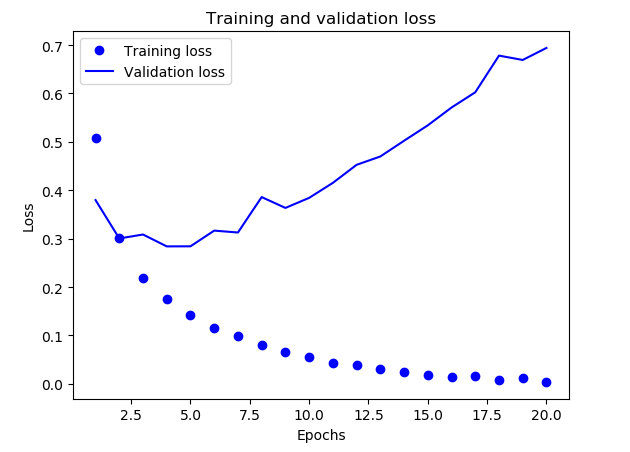 Training and validation loss
Training loss
Validation loss
0.7
0.6
0.5
0.4
0.3
0.2
0.1
0.0
Loss
2.5 5.0 7.5 10.0 12.5 15.0 17.5 20.0
Epochs